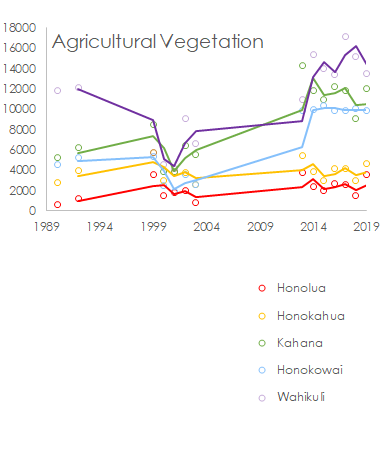 18000
Agricultural Vegetation
16000
14000
12000
10000
8000
6000
4000
2000
0
1989 1994 1999 2004 2009 2014 2019
Honolua
Honokahua
Kahana
Honokowai
Wahikuli